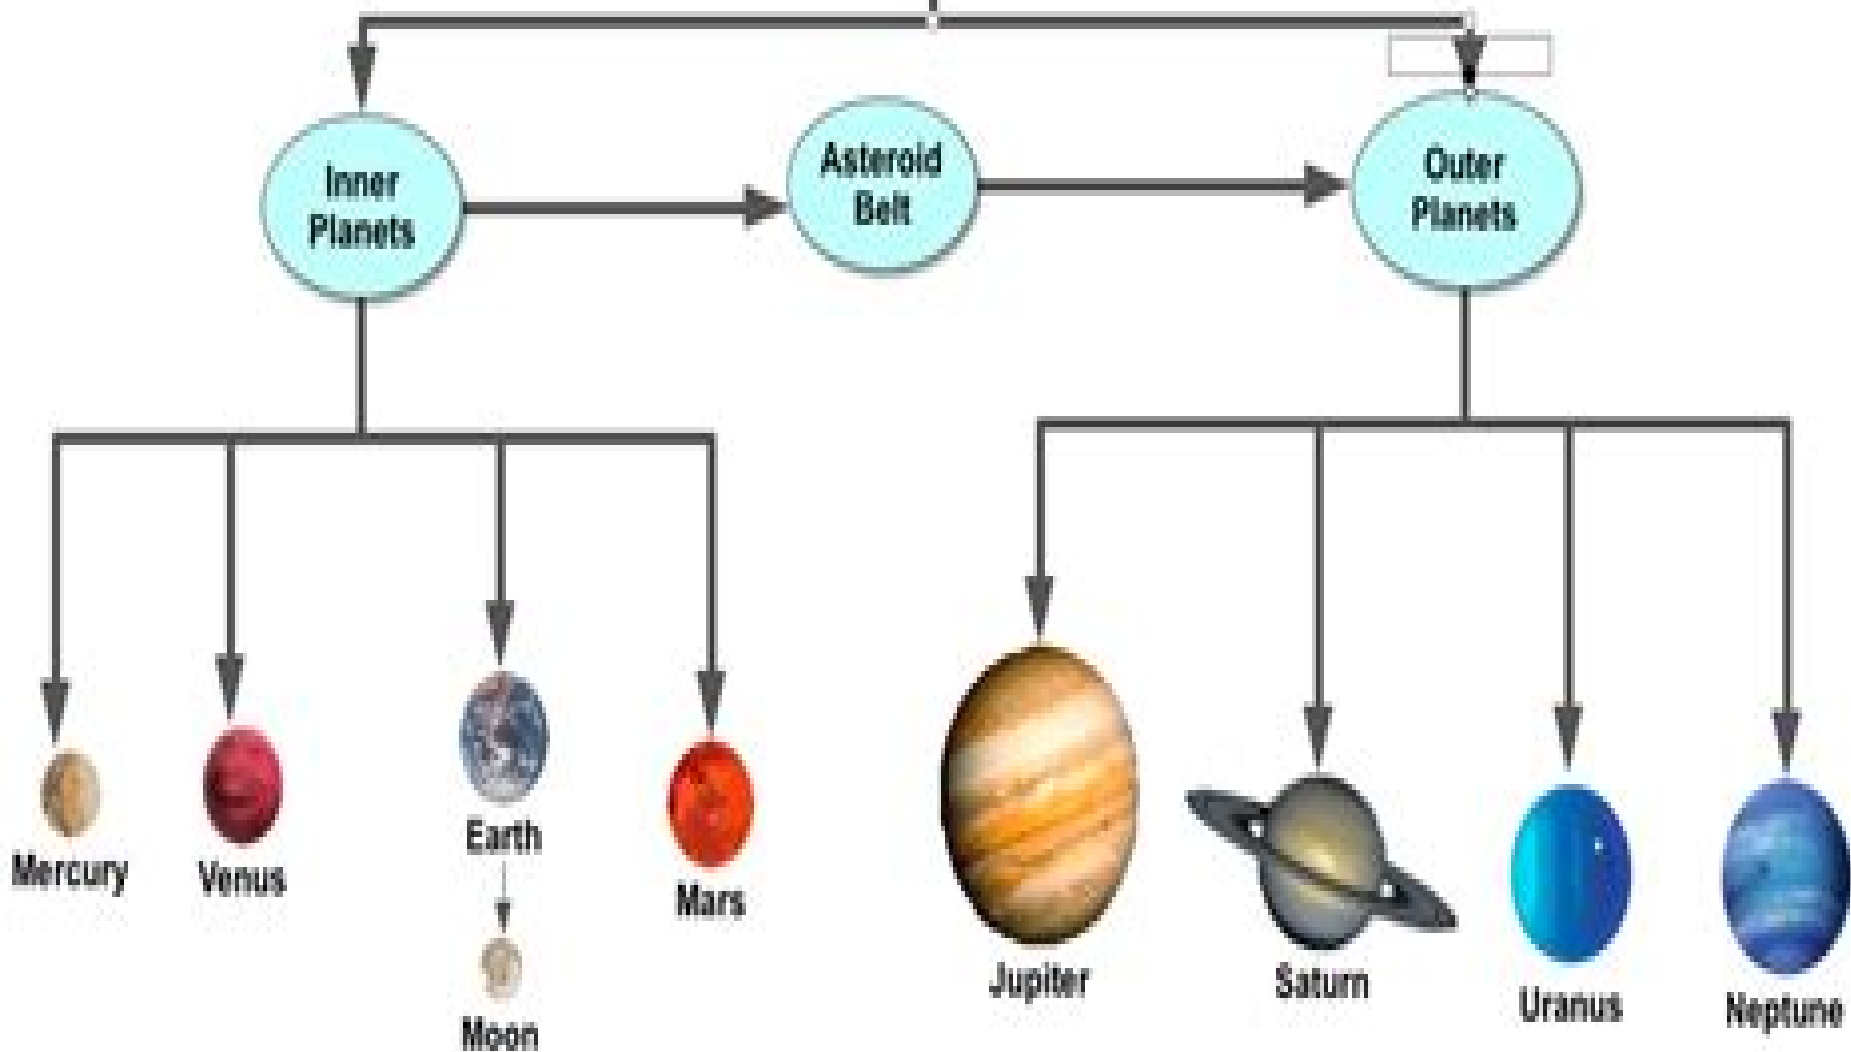 Inner
Planets
Asteroid
Belt
Outer
Planets
Mercury
Venus
Earth
Mars
Moon
Jupiter
Saturn
Uranus
Neptune